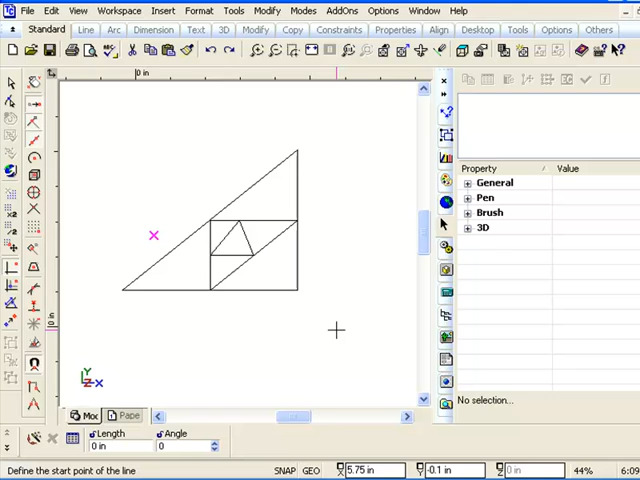 File Edit View Workspace Insert Format Tools Modify Modes AddOns Options Window Help
Standard Line Arc Dimension Text 3D Modify Copy Constraints Properties Align Desktop Tools Options Others
0 in
Property Value
General
Pen
Brush
3D
0 in
Y
Z X
No selection...
Moc Pape
Length Angle
0 in 0
Define the start point of the line SNAP GEO X 5.75 in Y -0.1 in Z 0 in 44% 6:09